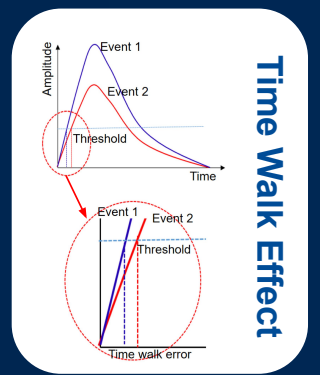 Time Walk Effect
Amplitude
Event 1
Event 2
Threshold
Time
Event 1
Event 2
Threshold
Time walk error